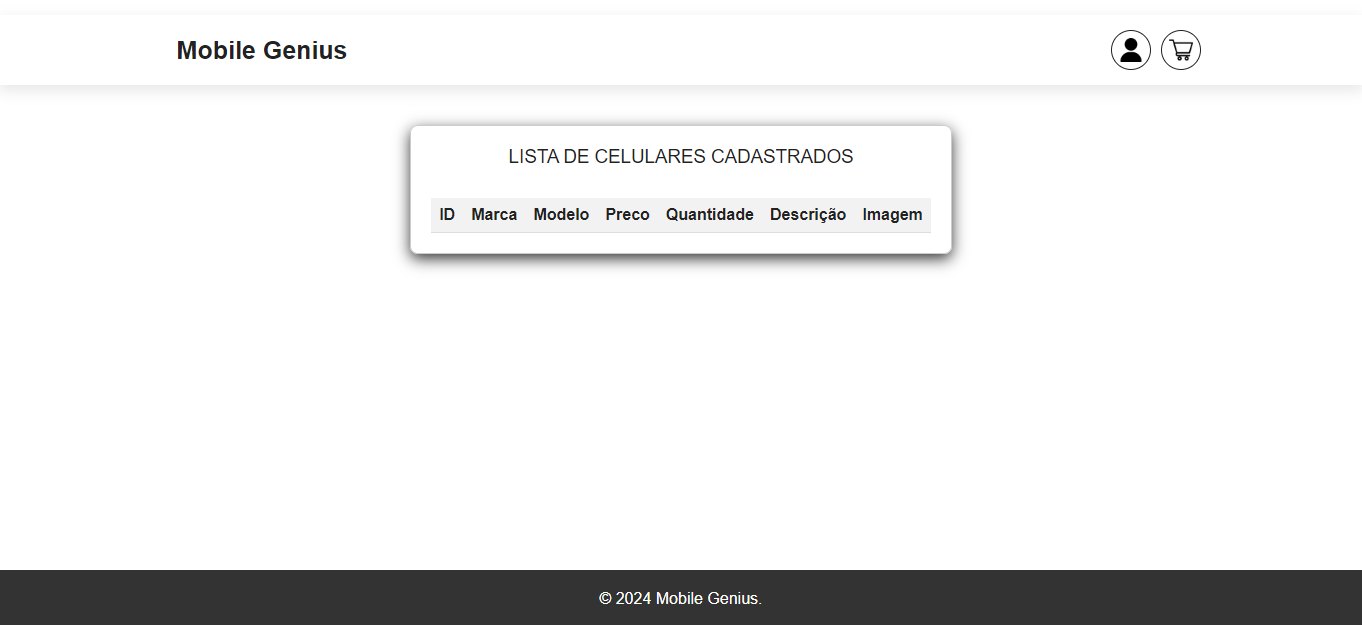 Mobile Genius
LISTA DE CELULARES CADASTRADOS
ID Marca Modelo Preco Quantidade Descrição Imagem
© 2024 Mobile Genius.